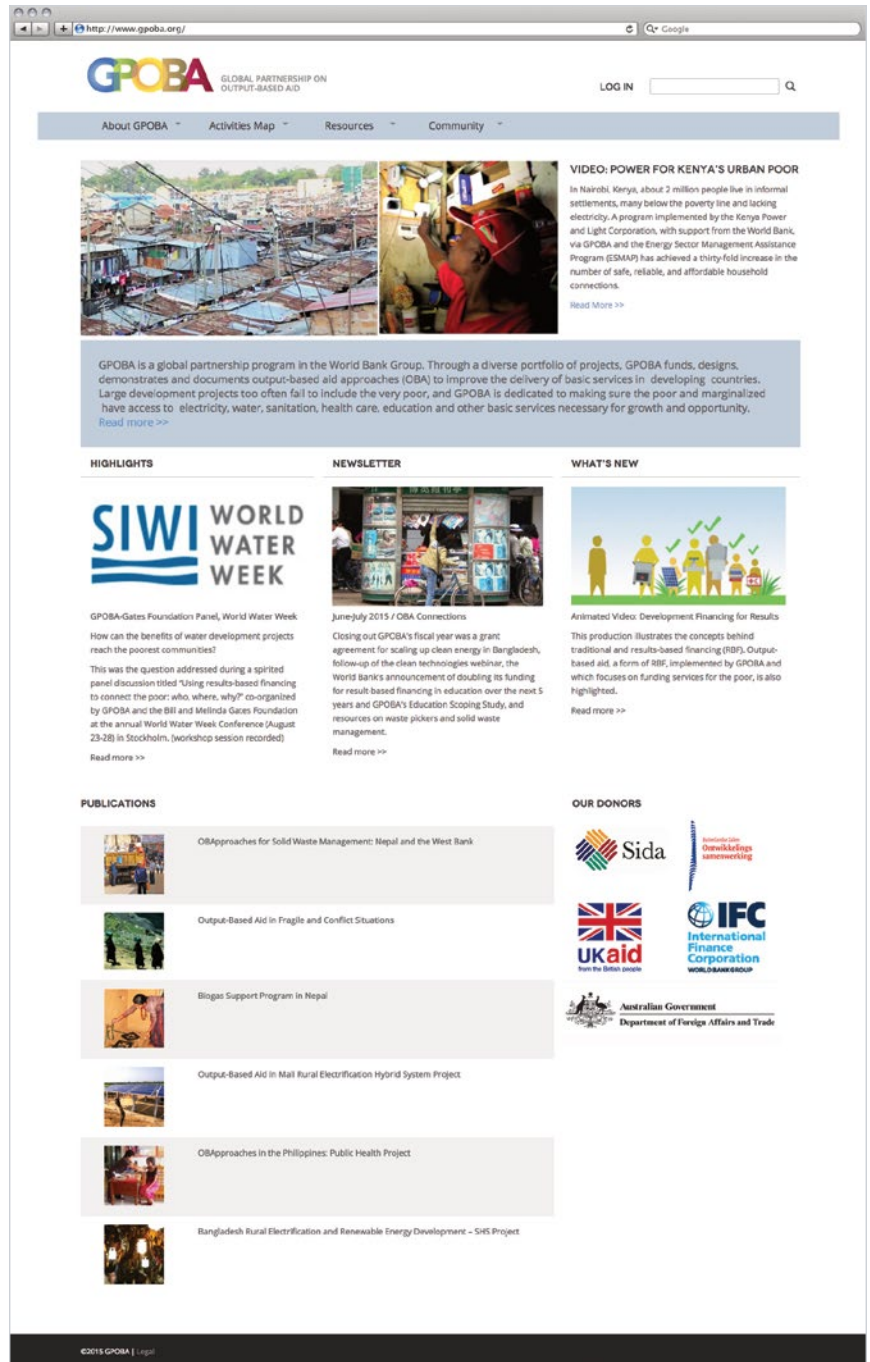 http://www.gpoba.org/
Google
GPOBA
GLOBAL PARTNERSHIP ON
OUTPUT-BASED AID
LOG IN
About GPOBA
Activities Map
Resources
Community
VIDEO: POWER FOR KENYA'S URBAN POOR
In Nairobi, Kenya, about 2 million people live in informal
settlements, many below the poverty line and lacking
electricity. A program implemented by the Kenya Power
and Light Corporation, with support from the World Bank,
via GPOBA and the Energy Sector Management Assistance
Program (ESMAP) has achieved a thirty-fold increase in the
number of safe, reliable, and affordable household
connections.
Read More >>
GPOBA is a global partnership program in the World Bank Group. Through a diverse portfolio of projects, GPOBA funds, designs,
demonstrates and documents output-based aid approaches (OBA) to improve the delivery of basic services in developing countries.
Large development projects too often fail to include the very poor, and GPOBA is dedicated to making sure the poor and marginalized
have access to electricity, water, sanitation, health care, education and other basic services necessary for growth and opportunity.
Read more >>
HIGHLIGHTS
SIWI WORLD
WATER
WEEK
GPOBA-Gates Foundation Panel, World Water Week
How can the benefits of water development projects
reach the poorest communities?
This was the question addressed during a spirited
panel discussion titled "Using results-based financing
to connect the poor: who, where, why?" co-organized
by GPOBA and the Bill and Melinda Gates Foundation
at the annual World Water Week Conference (August
23-28) in Stockholm. (workshop session recorded)
Read more >>
NEWSLETTER
June-July 2015 / OBA Connections
Closing out GPOBA's fiscal year was a grant
agreement for scaling up clean energy in Bangladesh,
follow-up of the clean technologies webinar, the
World Bank's announcement of doubling its funding
for result-based financing in education over the next 5
years and GPOBA's Education Scoping Study, and
resources on waste pickers and solid waste
management.
Read more >>
WHAT'S NEW
Animated Video: Development Financing for Results
This production illustrates the concepts behind
traditional and results-based financing (RBF). Output-
based aid, a form of RBF, implemented by GPOBA and
which focuses on funding services for the poor, is also
highlighted.
Read more >>
PUBLICATIONS
OBApproaches for Solid Waste Management: Nepal and the West Bank
Output-Based Aid in Fragile and Conflict Situations
Biogas Support Program in Nepal
Output-Based Aid in Mali Rural Electrification Hybrid System Project
OBApproaches in the Philippines: Public Health Project
Bangladesh Rural Electrification and Renewable Energy Development – SHS Project
OUR DONORS
Sida
Ontwikkelings
samenwerking
UKaid
from the British people
IFC
International
Finance
Corporation
WORLD BANK GROUP
Australian Government
Department of Foreign Affairs and Trade
©2015 GPOBA | Legal